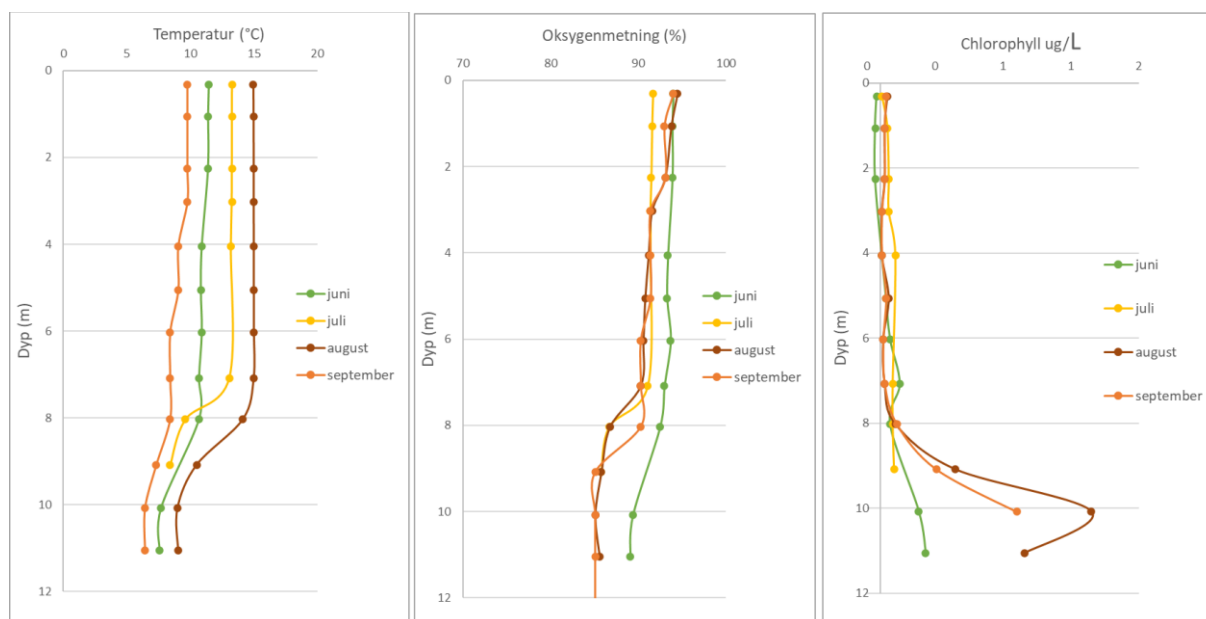 Temperatur (°C)
0 5 10 15 20
0
2
4
6
8
10
12
Dyp (m)
juni
juli
august
september
Oksygenmetning (%)
70 80 90 100
0
2
4
6
8
10
12
Dyp (m)
juni
juli
august
september
Chlorophyll ug/L
0 0 1 1 2
0
2
4
6
8
10
12
Dyp (m)
juni
juli
august
september